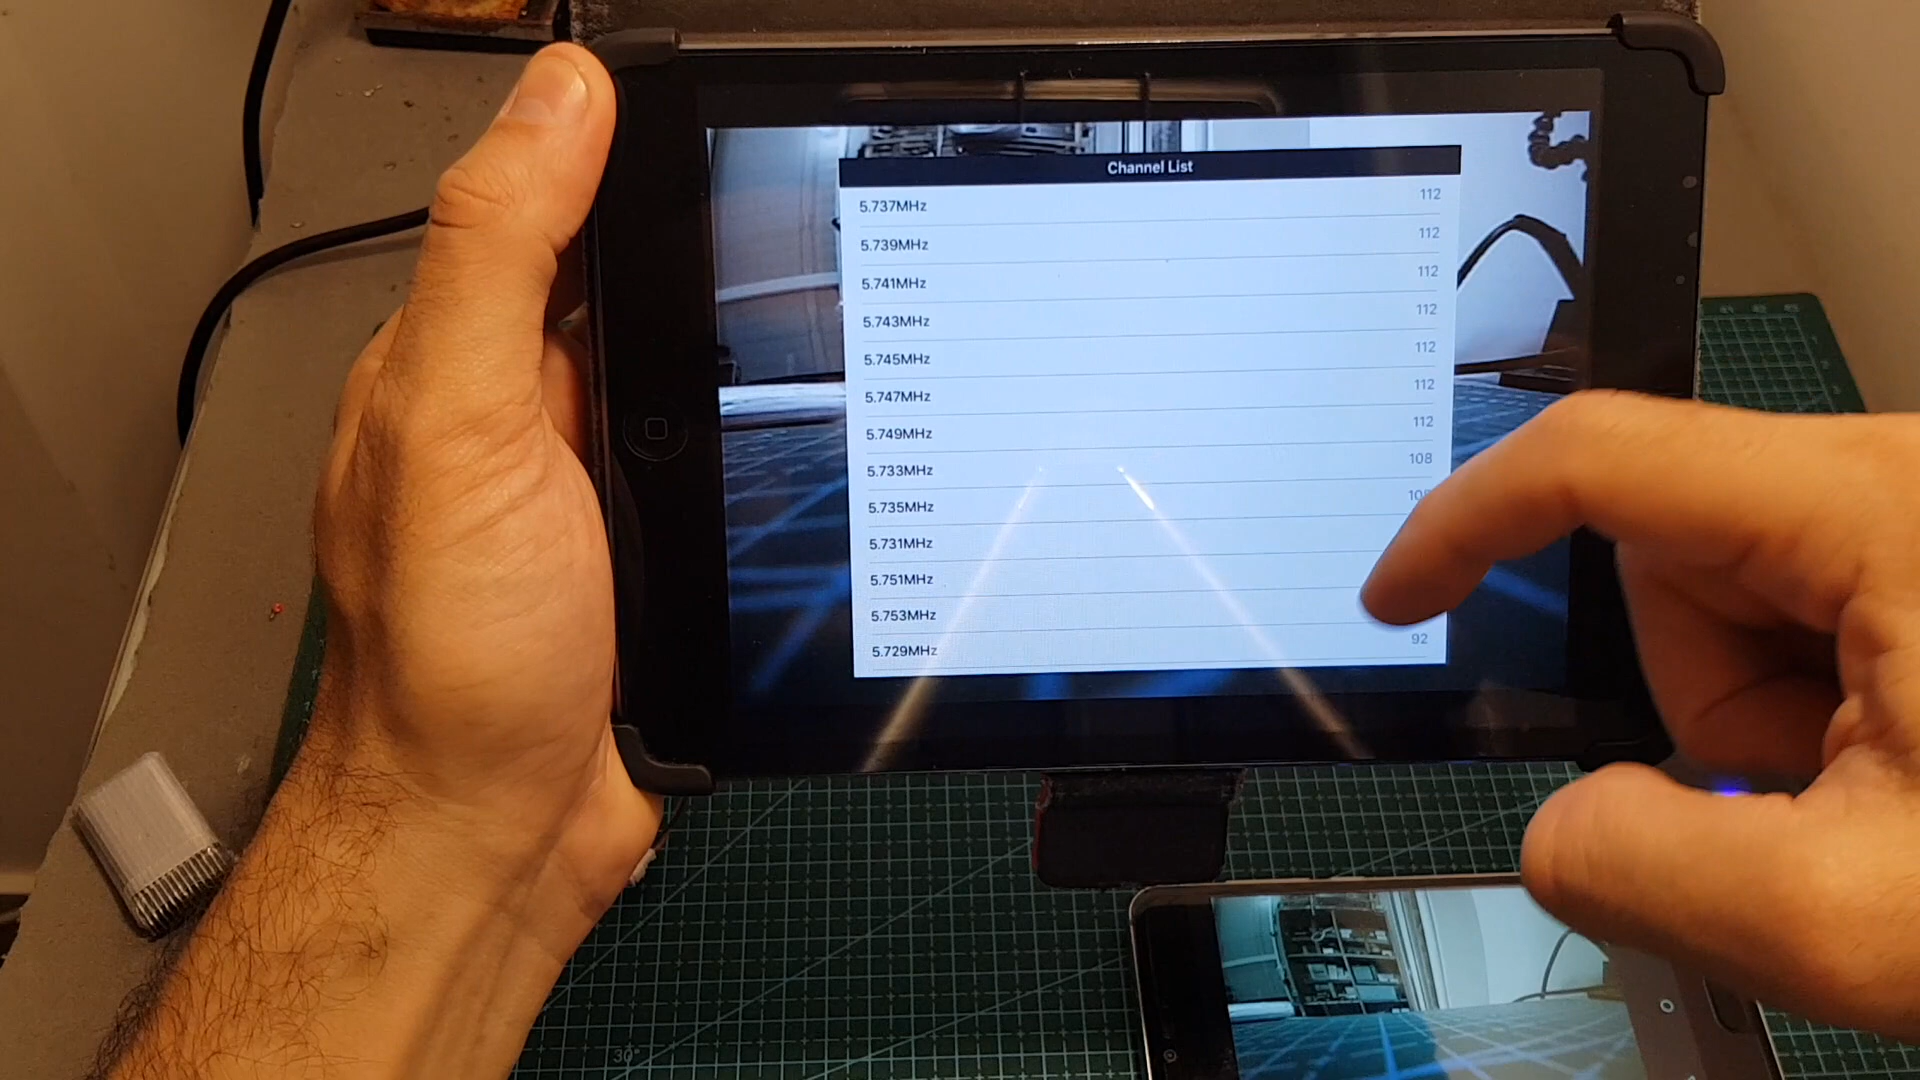 Channel List
5.737MHz 112
5.739MHz 112
5.741MHz 112
5.743MHz 112
5.745MHz 112
5.747MHz 112
5.749MHz 112
5.733MHz 108
5.735MHz
5.731MHz
5.751MHz
5.753MHz
5.729MHz 92
30°